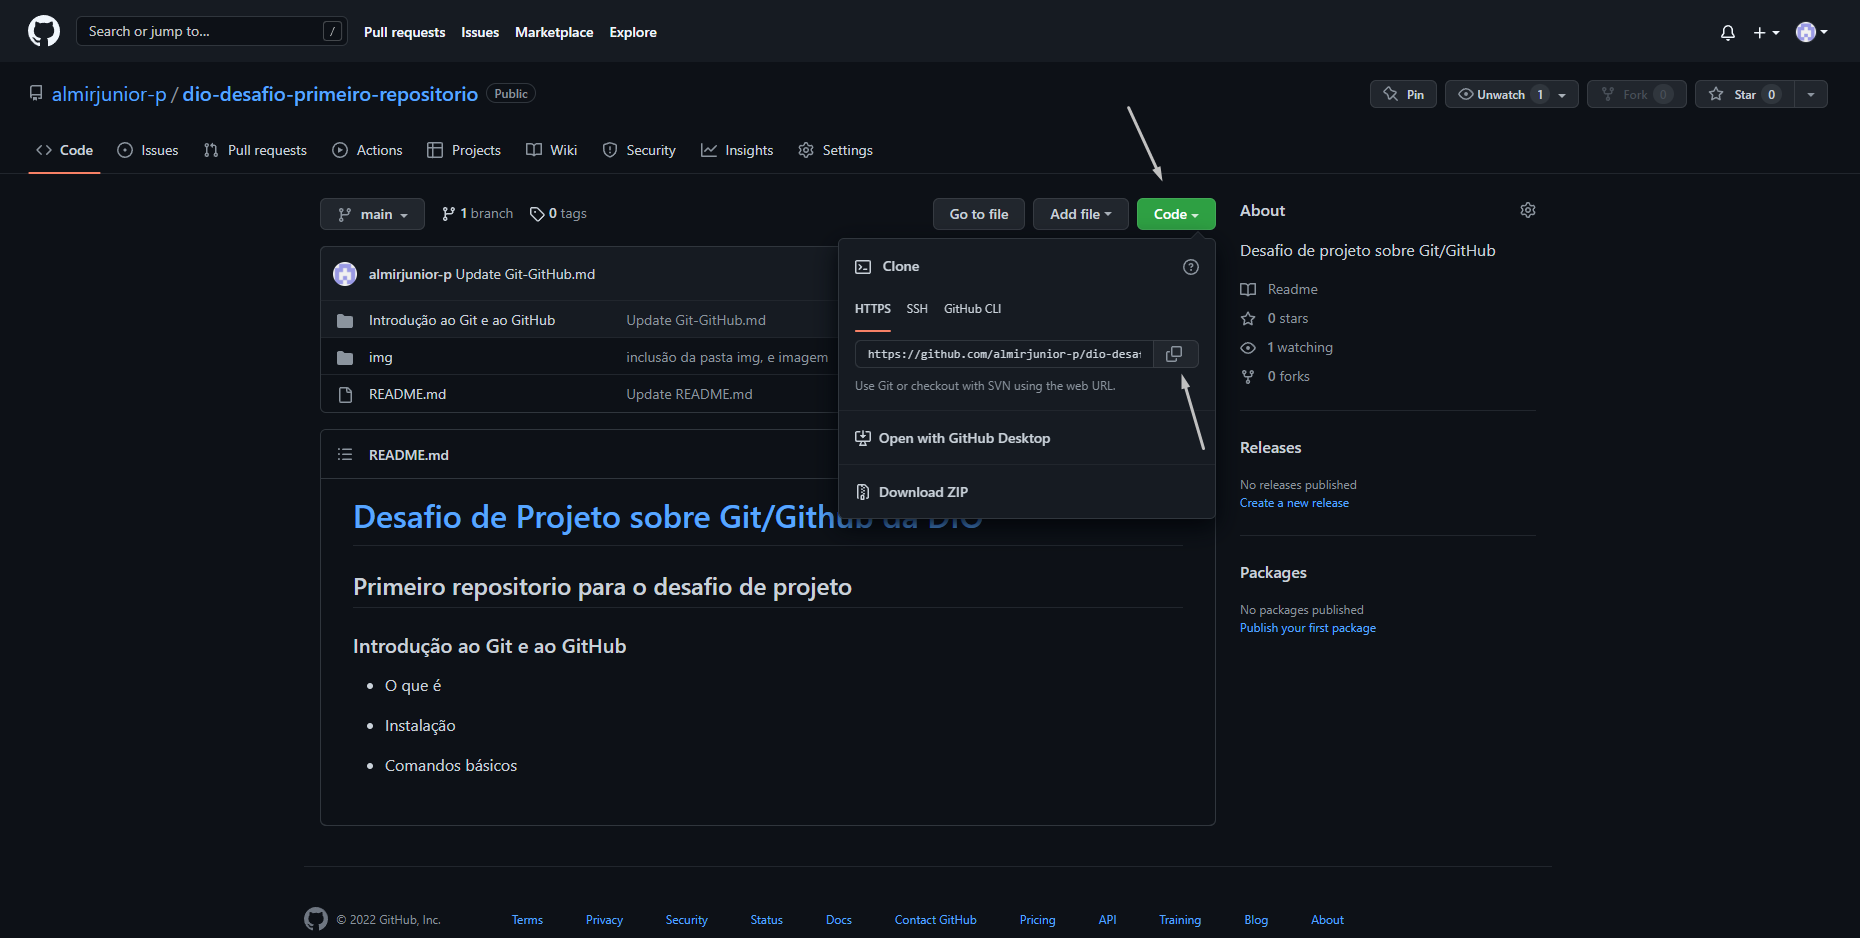 Search or jump to... /
Pull requests Issues Marketplace Explore
almirjunior-p / dio-desafio-primeiro-repositorio Public
Pin Unwatch 1 Fork 0 Star 0
Code Issues Pull requests Actions Projects Wiki Security Insights Settings
main 1 branch 0 tags Go to file Add file Code
almirjunior-p Update Git-GitHub.md
Introdução ao Git e ao GitHub Update Git-GitHub.md
img inclusão da pasta img, e imagem
README.md Update README.md
Clone
HTTPS SSH GitHub CLI
https://github.com/almirjunior-p/dio-desaf
Use Git or checkout with SVN using the web URL.
Open with GitHub Desktop
Download ZIP
README.md
Desafio de Projeto sobre Git/Github da DIO
Primeiro repositorio para o desafio de projeto
Introdução ao Git e ao GitHub
O que é
Instalação
Comandos básicos
About
Desafio de projeto sobre Git/GitHub
Readme
0 stars
1 watching
0 forks
Releases
No releases published
Create a new release
Packages
No packages published
Publish your first package
© 2022 GitHub, Inc. Terms Privacy Security Status Docs Contact GitHub Pricing API Training Blog About